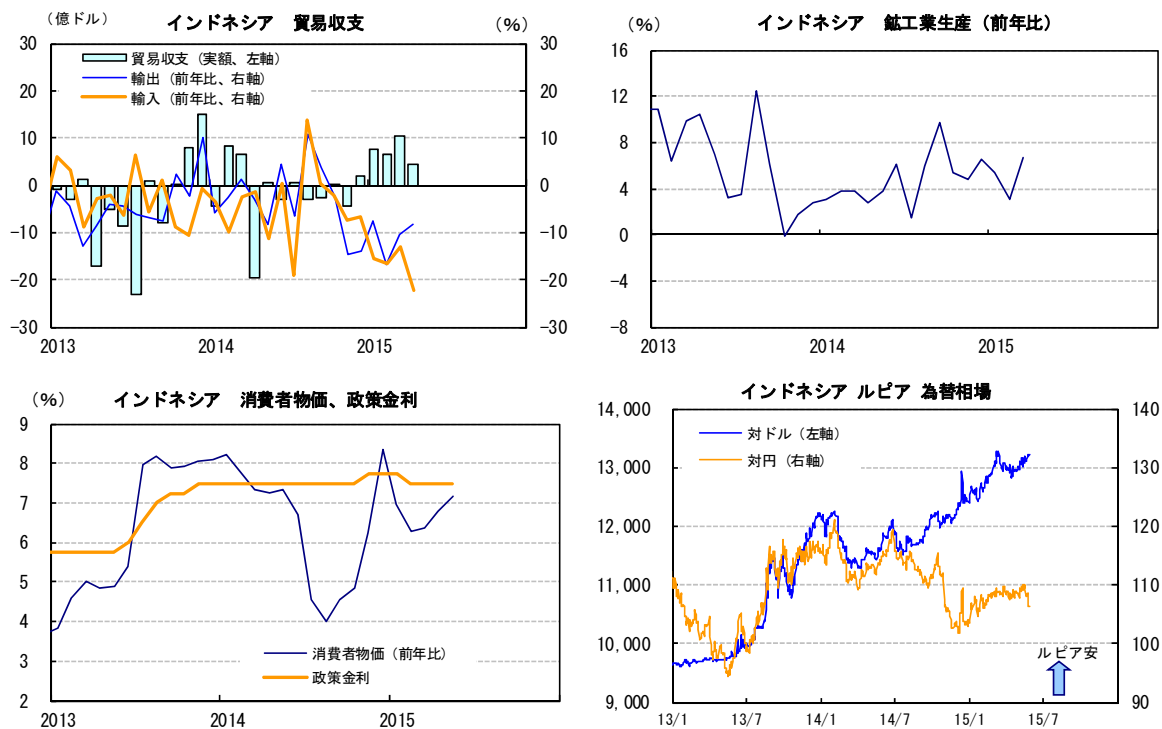 インドネシア 貿易収支
（億ドル）
（%）
貿易収支（実額、左軸）
輸出（前年比、右軸）
輸入（前年比、右軸）
30
20
10
0
-10
-20
-30
30
20
10
0
-10
-20
-30
2013 2014 2015
インドネシア 鉱工業生産（前年比）
（%）
16
12
8
4
0
-4
-8
2013 2014 2015
インドネシア 消費者物価、政策金利
（%）
9
8
7
6
5
4
3
2
消費者物価（前年比）
政策金利
2013 2014 2015
インドネシア ルピア 為替相場
対ドル（左軸）
対円（右軸）
14,000
13,000
12,000
11,000
10,000
9,000
140
130
120
110
100
90
ルピア安
13/1 13/7 14/1 14/7 15/1 15/7